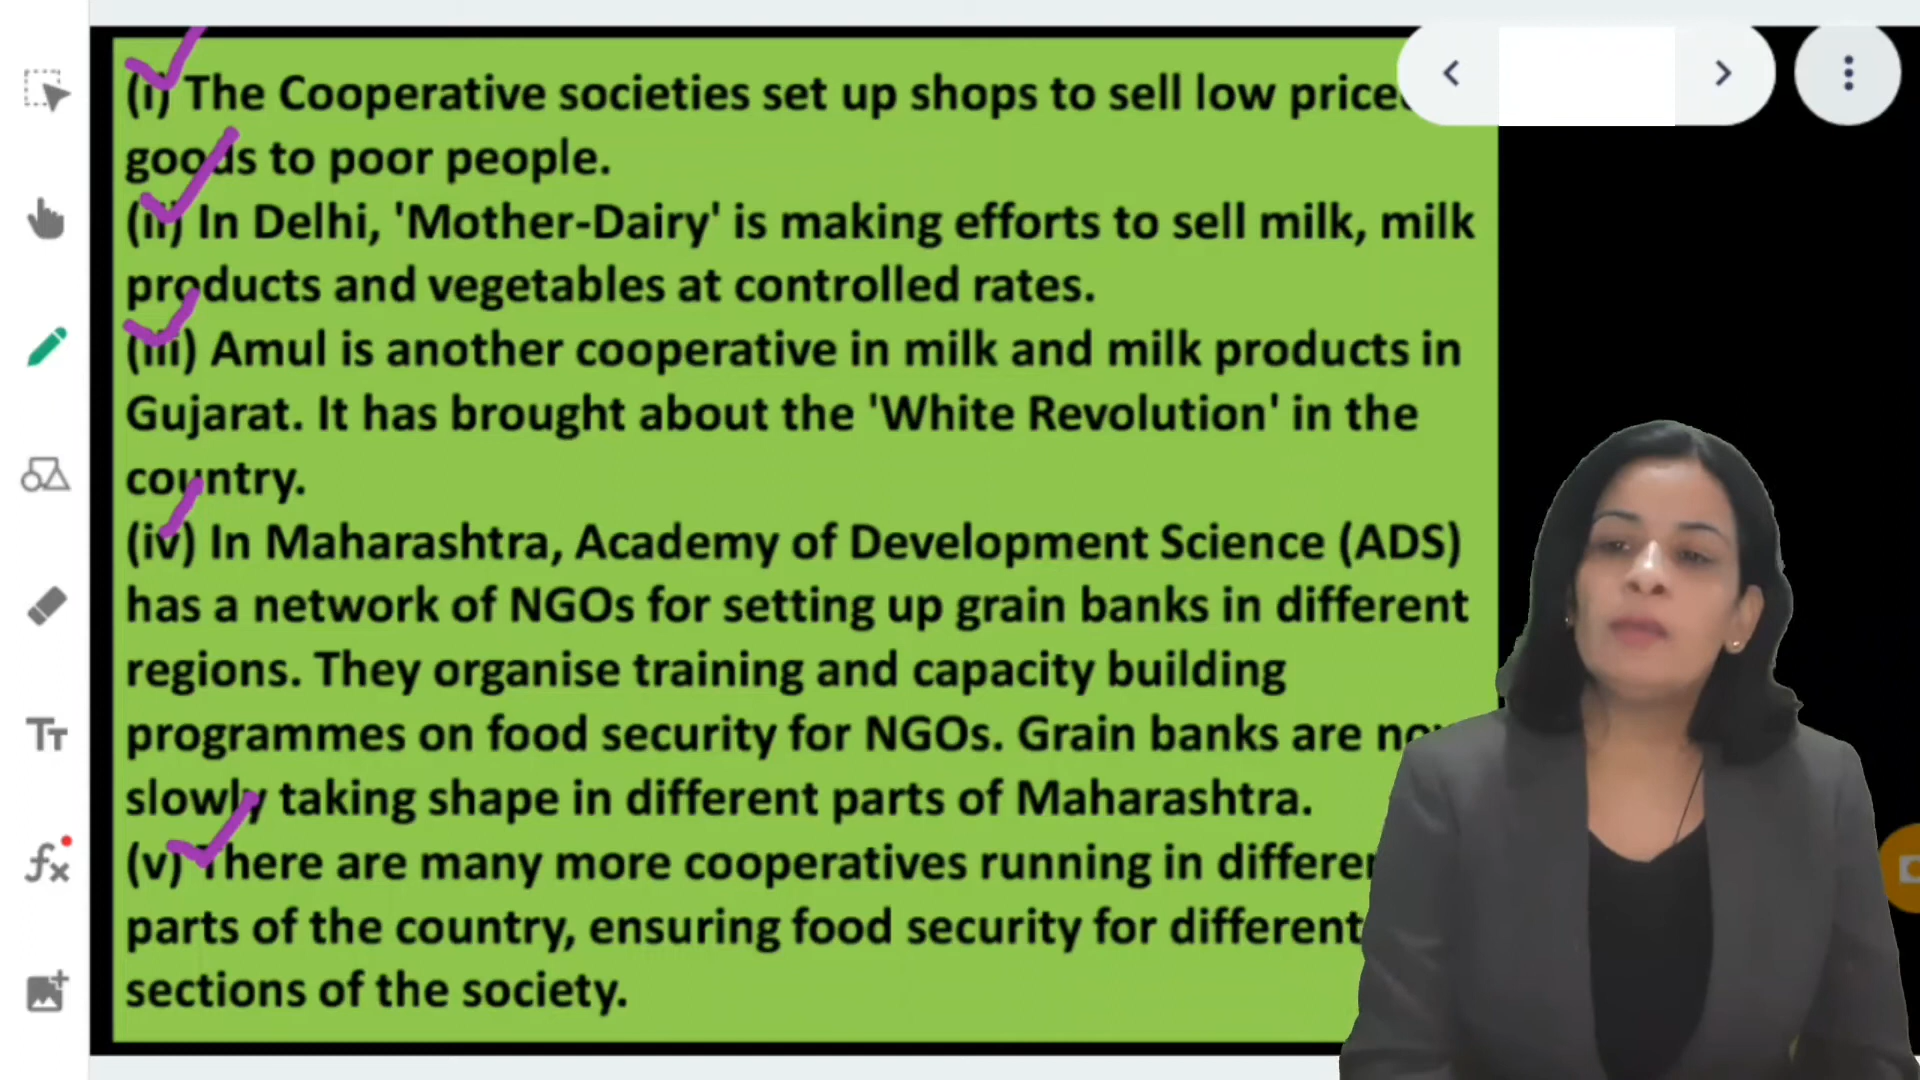 (i) The Cooperative societies set up shops to sell low
goods to poor people.
(ii) In Delhi, 'Mother-Dairy' is making efforts to sell milk, milk
products and vegetables at controlled rates.
(iii) Amul is another cooperative in milk and milk products in
Gujarat. It has brought about the 'White Revolution' in the
country.
(iv) In Maharashtra, Academy of Development Science (ADS)
has a network of NGOs for setting up grain banks in different
regions. They organise training and capacity building
programmes on food security for NGOs. Grain banks are
slowly taking shape in different parts of Maharashtra.
(v) There are many more cooperatives running in
parts of the country, ensuring food security for different
sections of the society.
TT
fx